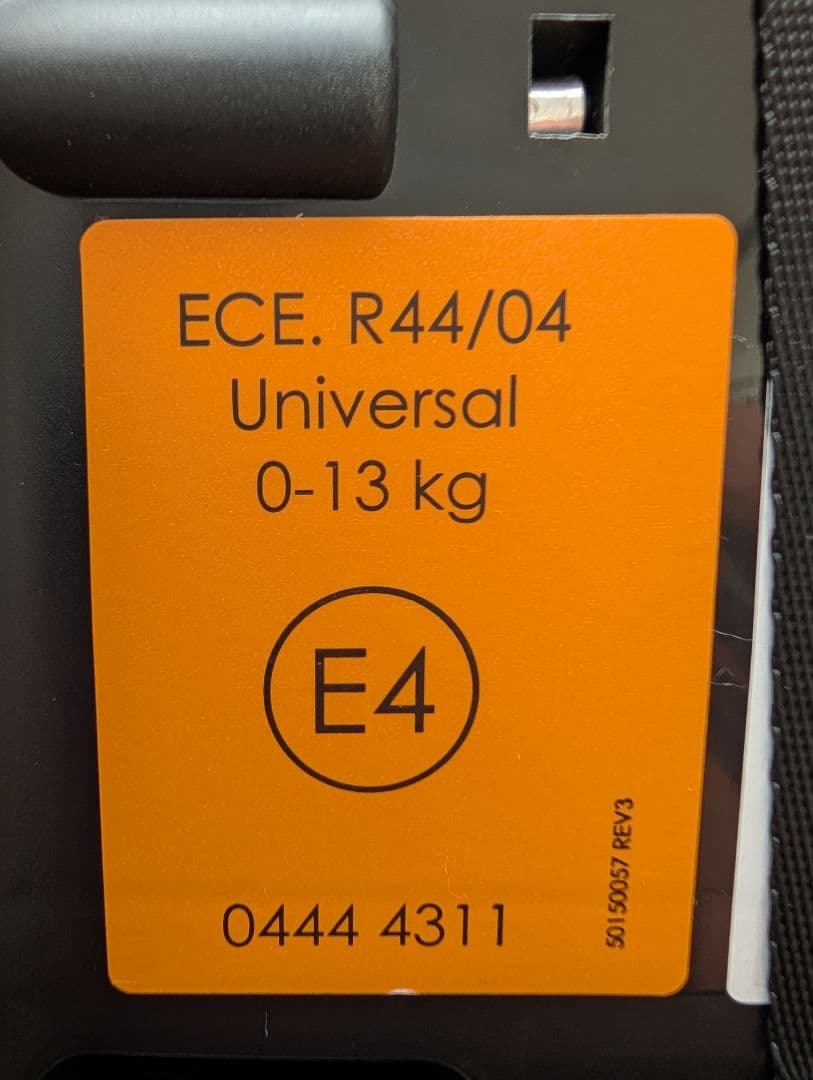 ECE. R44/04
Universal
0-13 kg
E4
0444 4311
50150057 REV3